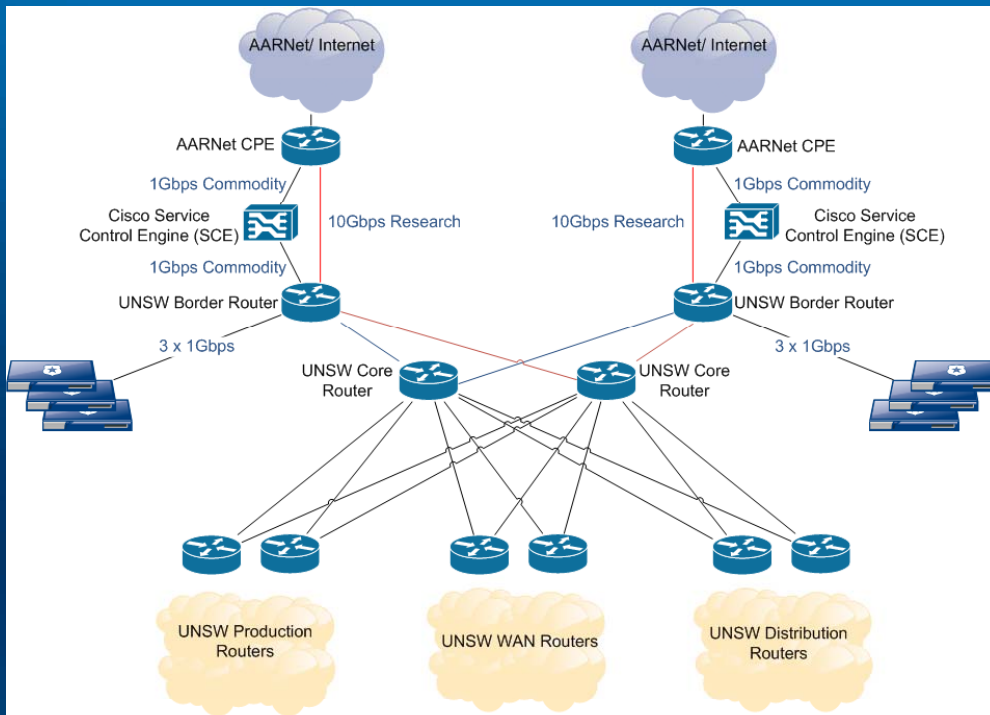 AARNet/ Internet
AARNet/ Internet
AARNet CPE
AARNet CPE
1Gbps Commodity
1Gbps Commodity
Cisco Service
Control Engine (SCE)
10Gbps Research
10Gbps Research
Cisco Service
Control Engine (SCE)
1Gbps Commodity
1Gbps Commodity
UNSW Border Router
UNSW Border Router
3 x 1Gbps
3 x 1Gbps
UNSW Core
Router
UNSW Core
Router
UNSW Production
Routers
UNSW WAN Routers
UNSW Distribution
Routers